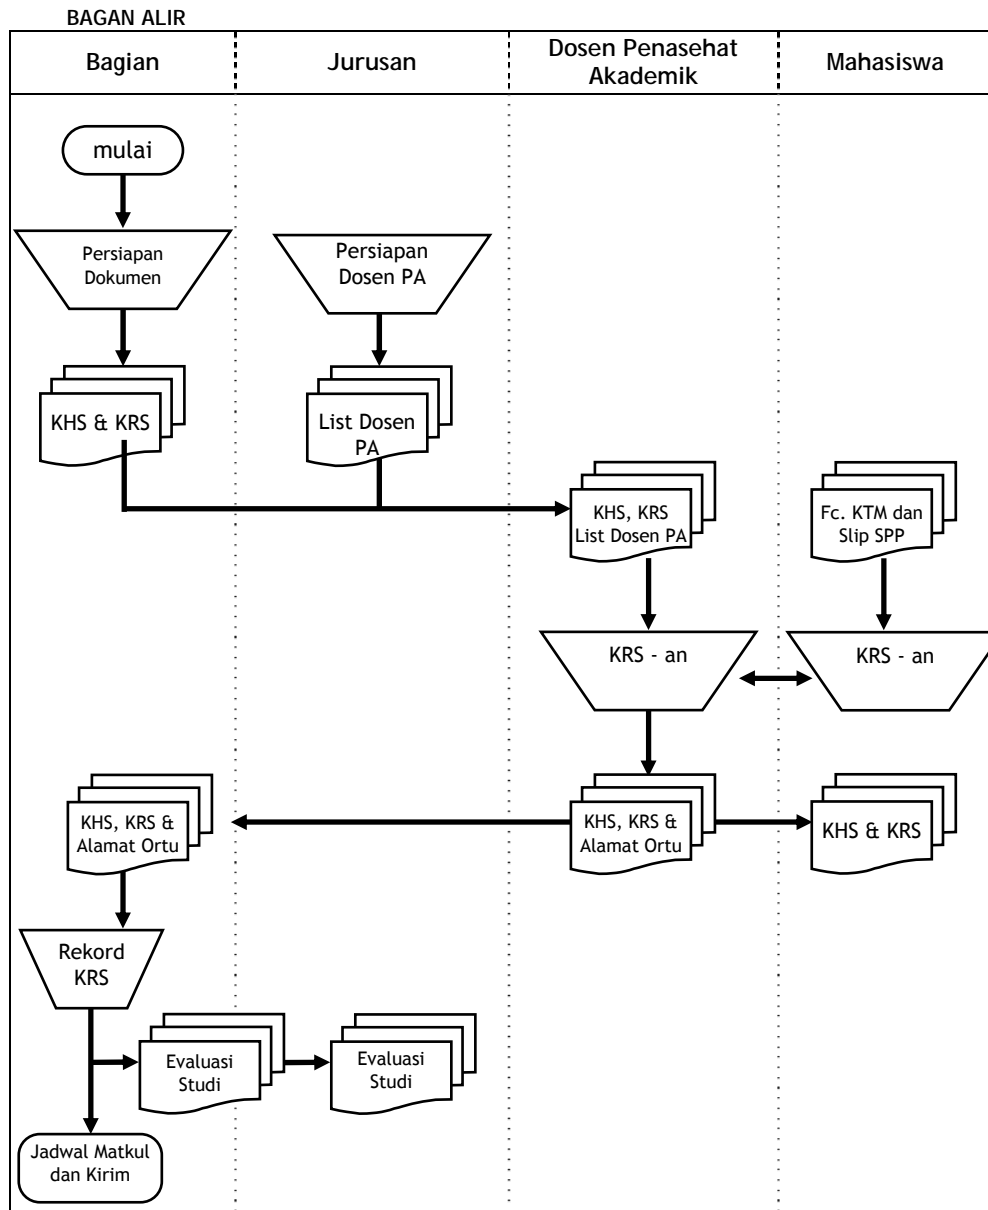 BAGAN ALIR
Bagian
Jurusan
Dosen Penasehat
Akademik
Mahasiswa
mulai
Persiapan
Dokumen
Persiapan
Dosen PA
KHS & KRS
List Dosen
PA
KHS, KRS
List Dosen PA
Fc. KTM dan
Slip SPP
KRS - an
KRS - an
KHS, KRS &
Alamat Ortu
KHS, KRS &
Alamat Ortu
KHS & KRS
Rekord
KRS
Evaluasi
Studi
Evaluasi
Studi
Jadwal Matkul
dan Kirim